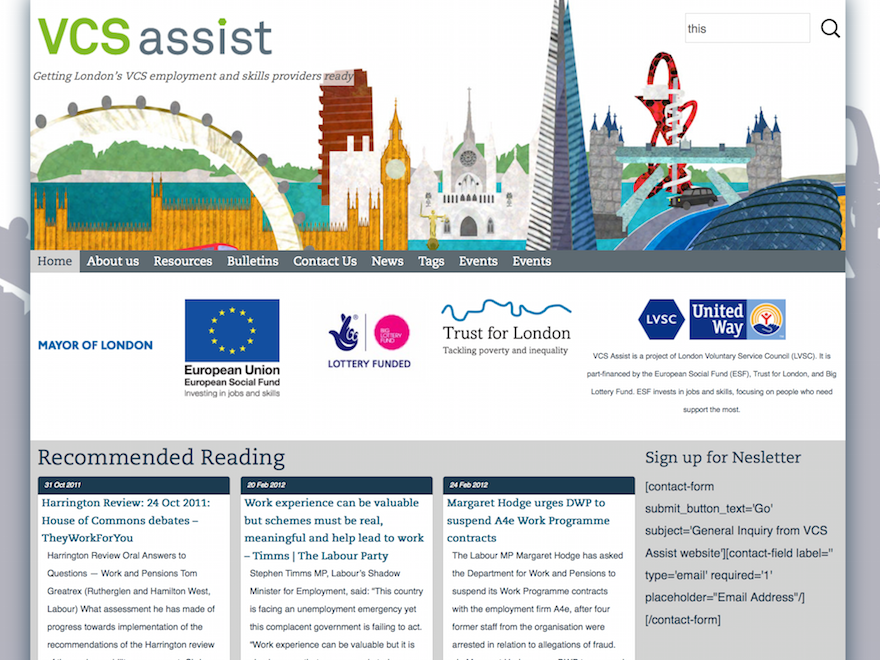 VCS assist
this
Getting London's VCS employment and skills providers ready
Home About us Resources Bulletins Contact Us News Tags Events Events
MAYOR OF LONDON
European Union
European Social Fund
Investing in jobs and skills
BIG
LOTTERY
FUND
LOTTERY FUNDED
Trust for London
Tackling poverty and inequality
LVSC
United
Way
VCS Assist is a project of London Voluntary Service Council (LVSC). It is
part-financed by the European Social Fund (ESF), Trust for London, and Big
Lottery Fund. ESF invests in jobs and skills, focusing on people who need
support the most.
Recommended Reading
31 Oct 2011
Harrington Review: 24 Oct 2011:
House of Commons debates –
TheyWorkForYou
Harrington Review Oral Answers to
Questions — Work and Pensions Tom
Greatrex (Rutherglen and Hamilton West,
Labour) What assessment he has made of
progress towards implementation of the
recommendations of the Harrington review
20 Feb 2012
Work experience can be valuable
but schemes must be real,
meaningful and help lead to work
– Timms | The Labour Party
Stephen Timms MP, Labour's Shadow
Minister for Employment, said: "This country
is facing an unemployment emergency yet
this complacent government is failing to act.
"Work experience can be valuable but it is
24 Feb 2012
Margaret Hodge urges DWP to
suspend A4e Work Programme
contracts
The Labour MP Margaret Hodge has asked
the Department for Work and Pensions to
suspend its Work Programme contracts
with the employment firm A4e, after four
former staff from the organisation were
arrested in relation to allegations of fraud.
Sign up for Nesletter
[contact-form
submit_button_text='Go'
subject='General Inquiry from VCS
Assist website'][contact-field label=''
type='email' required='1'
placeholder="Email Address"/]
[/contact-form]